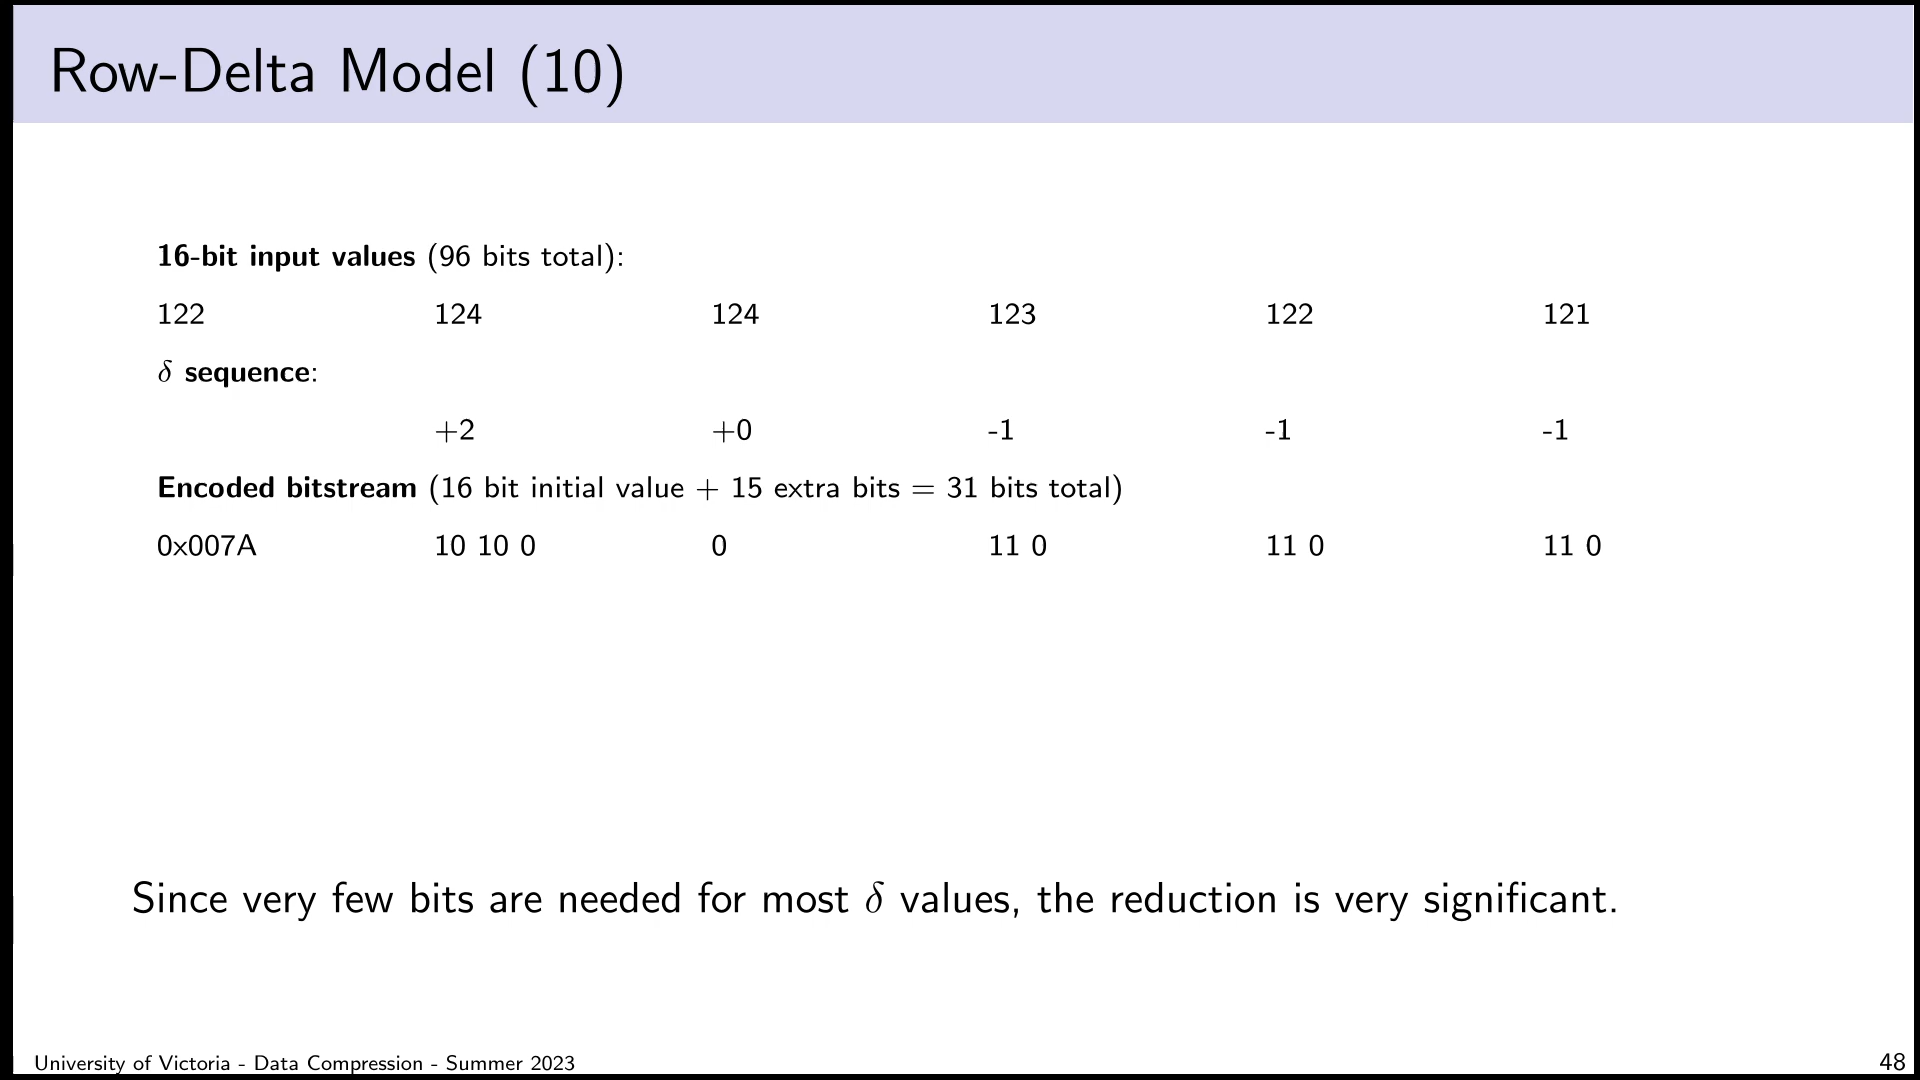 Row-Delta Model (10)
16-bit input values (96 bits total):
122 124 124 123 122 121
δ sequence:
+2 +0 -1 -1 -1
Encoded bitstream (16 bit initial value + 15 extra bits = 31 bits total)
0x007A 10 10 0 0 11 0 11 0 11 0
Since very few bits are needed for most δ values, the reduction is very significant.
University of Victoria - Data Compression - Summer 2023 48